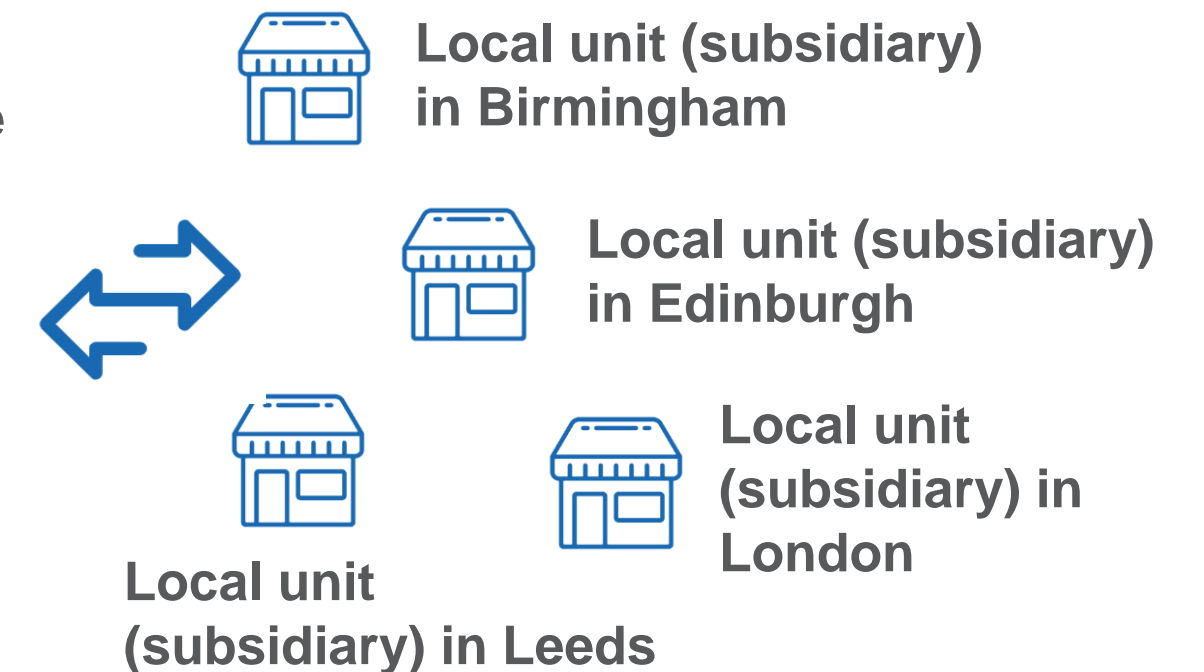 Local unit (subsidiary)
in Birmingham
Local unit (subsidiary)
in Edinburgh
Local unit
(subsidiary) in
London
Local unit
(subsidiary) in Leeds